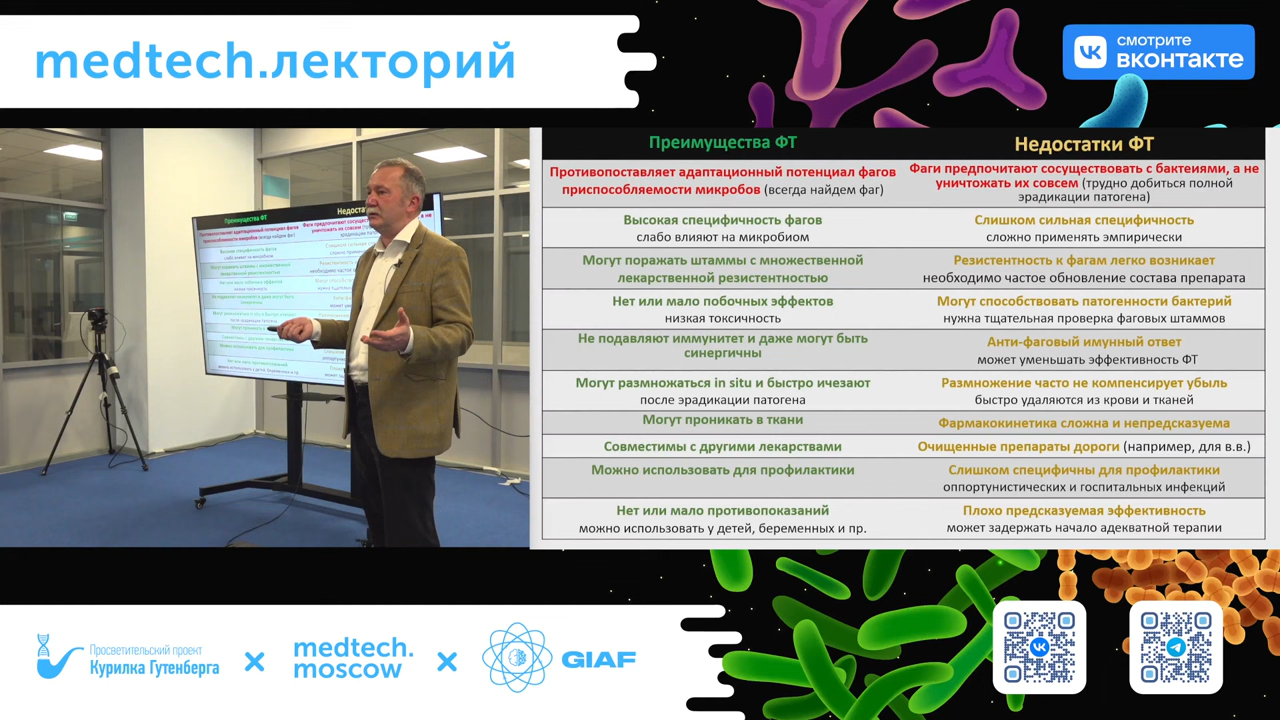 medtech.лекторий
смотрите
вконтакте
Преимущества ФТ
Недостатки ФТ
Противопоставляет адаптационный потенциал фагов
приспособляемости микробов (всегда найдем фаг)
Фаги предпочитают сосуществовать с бактеиями, а не
уничтожать их совсем (трудно добиться полной
эрадикации патогена)
Высокая специфичность фагов
слабо влияют на микробиом
Слишком сильная специфичность
сложно применять эмпирически
Могут поражать штаммы с множественной
лекарственной резистентностью
Резистентность к фагам легко возникает
необходимо частое обновление состава препарата
Нет или мало побочных эффектов
низкая токсичность
Могут способствовать патогенности бактерий
нужна тщательная проверка фаговых штаммов
Не подавляют иммунитет и даже могут быть
синергичны
Анти-фаговый имунный ответ
может уменьшать эффективность ФТ
Могут размножаться in situ и быстро ичезают
после эрадикации патогена
Размножение часто не компенсирует убыль
быстро удаляются из крови и тканей
Могут проникать в ткани
Фармакокинетика сложна и непредсказуема
Совместимы с другими лекарствами
Очищенные препараты дороги (например, для в.в.)
Можно использовать для профилактики
Слишком специфичны для профилактики
оппортунистических и госпитальных инфекций
Нет или мало противопоказаний
можно использовать у детей, беременных и пр.
Плохо предсказуемая эффективность
может задержать начало адекватной терапии
Просветительский проект
Курилка Гутенберга
×
medtech.
moscow
×
GIAF